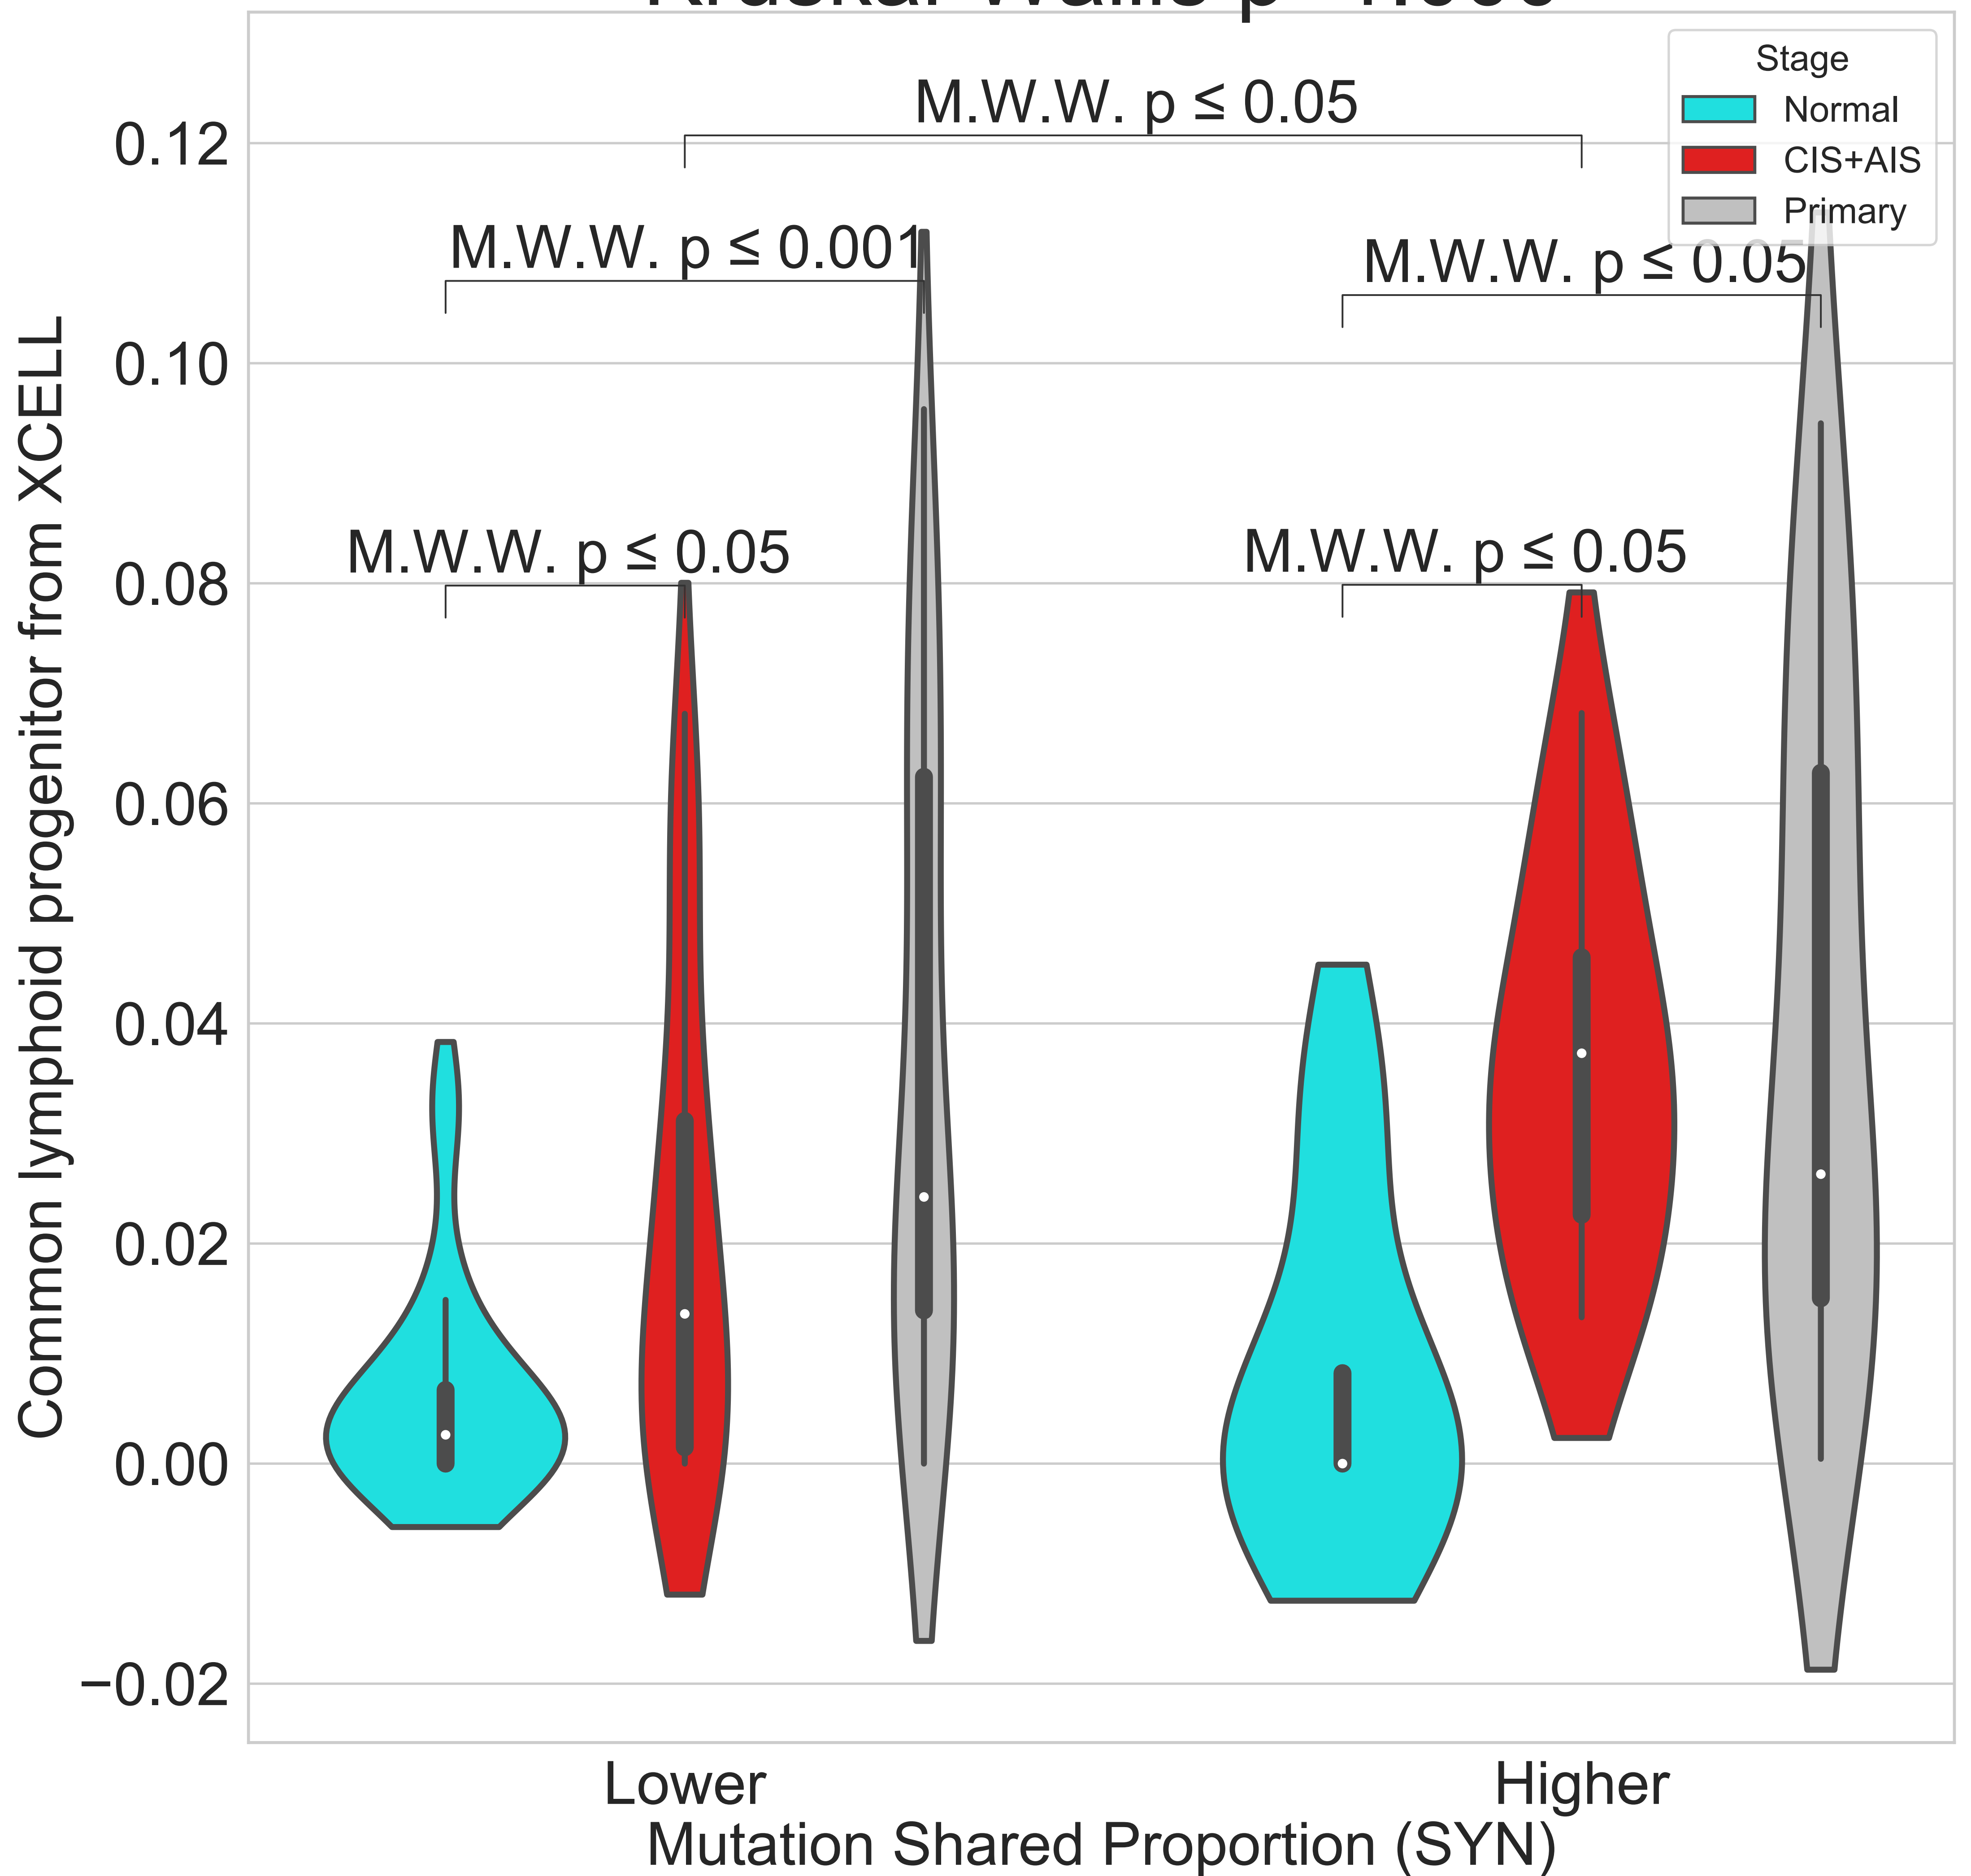 M.W.W. p ≤ 0.05
Stage
Normal
CIS+AIS
Primary
M.W.W. p ≤ 0.001
M.W.W. p ≤ 0.05
M.W.W. p ≤ 0.05
M.W.W. p ≤ 0.05
0.12
0.10
0.08
0.06
0.04
0.02
0.00
−0.02
Common lymphoid progenitor from XCELL
Lower
Higher
Mutation Shared Proportion (SYN)